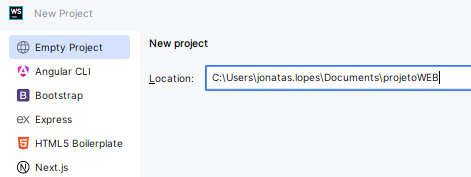 WS
New Project
Empty Project
Angular CLI
Bootstrap
Express
HTML5 Boilerplate
Next.js
New project
Location: C:\Users\jonatas.lopes\Documents\projetoWEB